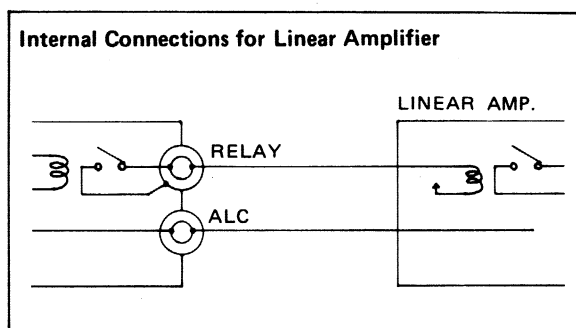 Internal Connections for Linear Amplifier
LINEAR AMP.
RELAY
ALC